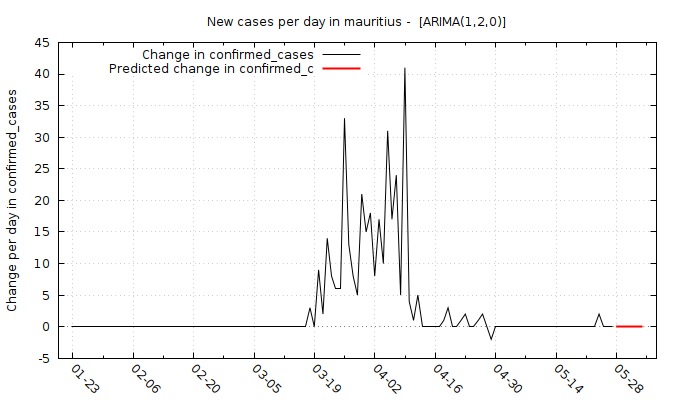 New cases per day in mauritius - [ARIMA(1,2,0)]
Change in confirmed_cases
Predicted change in confirmed_c
Change per day in confirmed_cases
45
40
35
30
25
20
15
10
5
0
-5
01-23 02-06 02-20 03-05 03-19 04-02 04-16 04-30 05-14 05-28